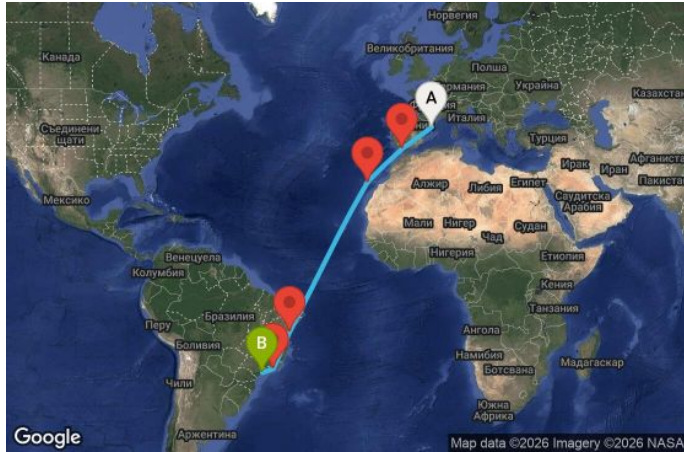 Норвегия
Канада
Великобритания
Полша
Украйна
Казахстан
A
Италия
Съединени
щати
Турция
Ирак
Иран
Афганистан
Пакистан
Алжир
Либия
Египет
Саудитска
Арабия
Мексико
Мали
Нигер
Чад
Судан
Венецуела
Нигерия
Етиопия
Колумбия
Кения
Бразилия
Танзания
Перу
B
Боливия
Ангола
Замбия
Намибия
Ботсвана
Мадагаскар
Чили
Южна
Африка
Аржентина
Google
Map data ©2026 Imagery ©2026 NASA